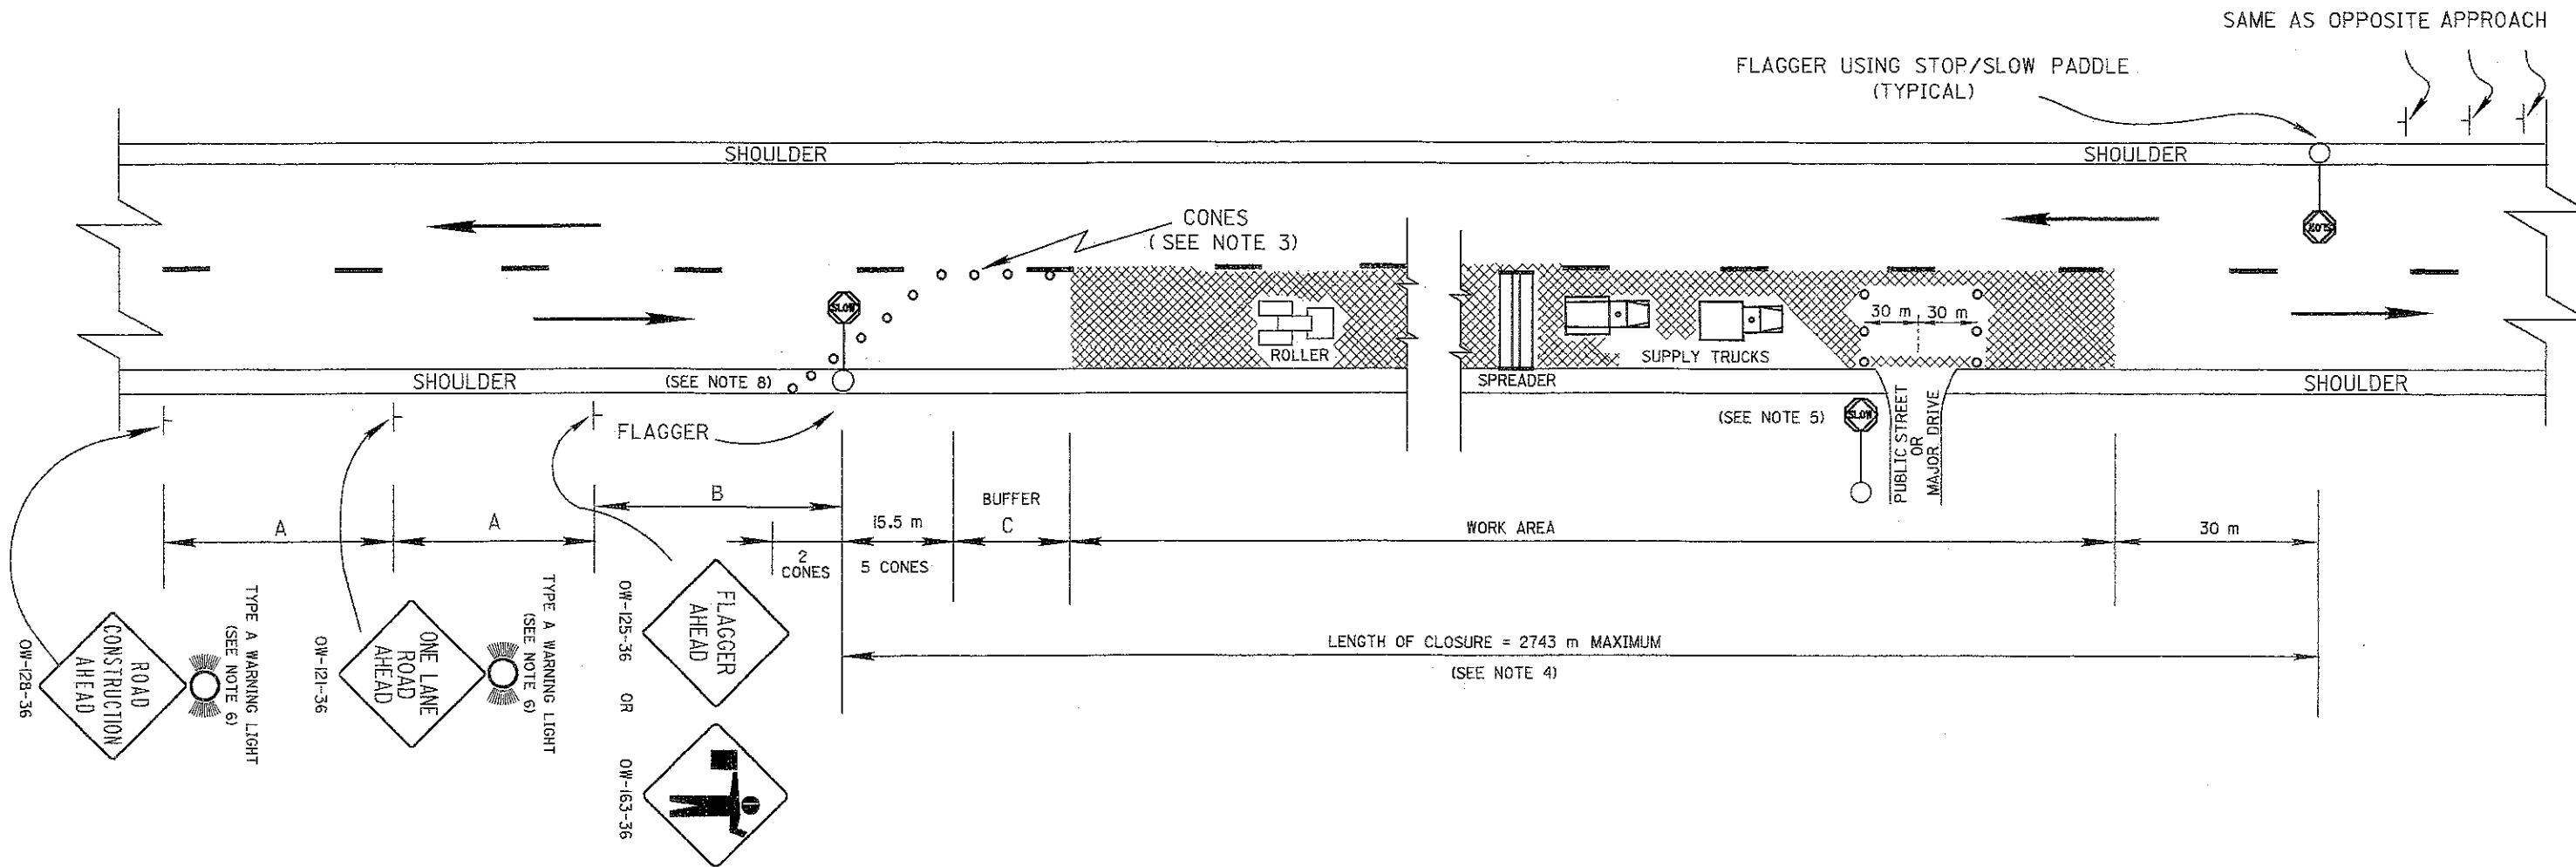 SAME AS OPPOSITE APPROACH
FLAGGER USING STOP/SLOW PADDLE
(TYPICAL)
SHOULDER
SHOULDER
CONES
(SEE NOTE 3)
SLOW
30 m
30 m
ROLLER
SUPPLY TRUCKS
SHOULDER
(SEE NOTE 8)
SPREADER
SHOULDER
(SEE NOTE 5)
SLOW
PUBLIC STREET
OR
MAJOR DRIVE
FLAGGER
A
A
B
2
CONES
15.5 m
5 CONES
BUFFER
C
WORK AREA
30 m
LENGTH OF CLOSURE = 2743 m MAXIMUM
(SEE NOTE 4)
ROAD
CONSTRUCTION
AHEAD
OW-128-36
TYPE A WARNING LIGHT
(SEE NOTE 6)
ONE LANE
ROAD
AHEAD
OW-121-36
TYPE A WARNING LIGHT
(SEE NOTE 6)
FLAGGER
AHEAD
OW-125-36 OR OW-163-36